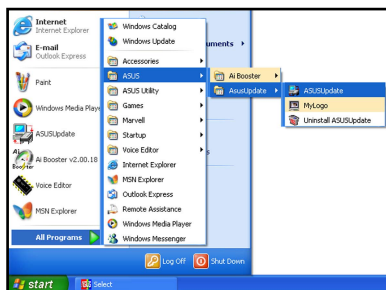 Internet
Internet Explorer
E-mail
Outlook Express
Paint
Windows Media Playe
ASUSUpdate
Ai Booster v2.00.18
Voice Editor
MSN Explorer
All Programs
Windows Catalog
Windows Update
Accessories
ASUS
ASUS Utility
Games
Marvell
Startup
Voice Editor
Internet Explorer
MSN Explorer
Outlook Express
Remote Assistance
Windows Media Player
Windows Messenger
uments
s
Ai Booster
AsusUpdate
ASUSUpdate
MyLogo
Uninstall ASUSUpdate
Log Off
Shut Down
start
Select